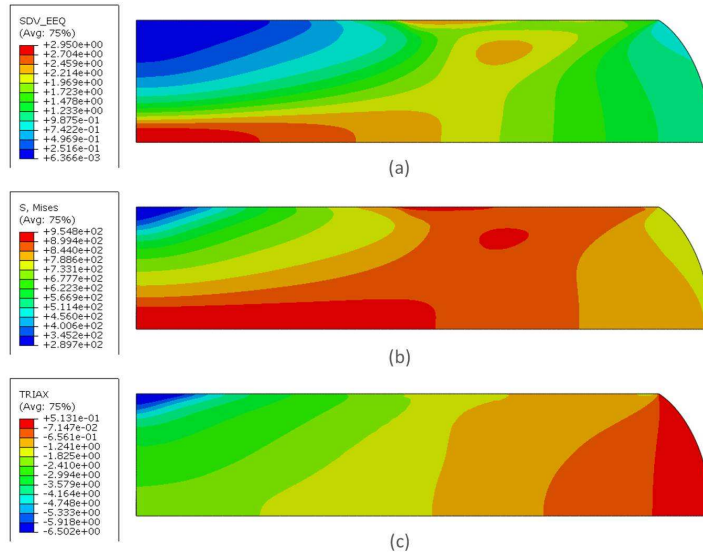 SDV_EEQ
(Avg: 75%)
+2.950e+00
+2.704e+00
+2.459e+00
+2.214e+00
+1.969e+00
+1.723e+00
+1.478e+00
+1.233e+00
+9.875e-01
+7.422e-01
+4.969e-01
+2.516e-01
+6.366e-03
(a)
S, Mises
(Avg: 75%)
+9.548e+02
+8.994e+02
+8.440e+02
+7.886e+02
+7.331e+02
+6.777e+02
+6.223e+02
+5.669e+02
+5.114e+02
+4.560e+02
+4.006e+02
+3.452e+02
+2.897e+02
(b)
TRIAX
(Avg: 75%)
+5.131e-01
-7.147e-02
-6.561e-01
-1.241e+00
-1.825e+00
-2.410e+00
-2.994e+00
-3.579e+00
-4.164e+00
-4.748e+00
-5.333e+00
-5.918e+00
-6.502e+00
(c)